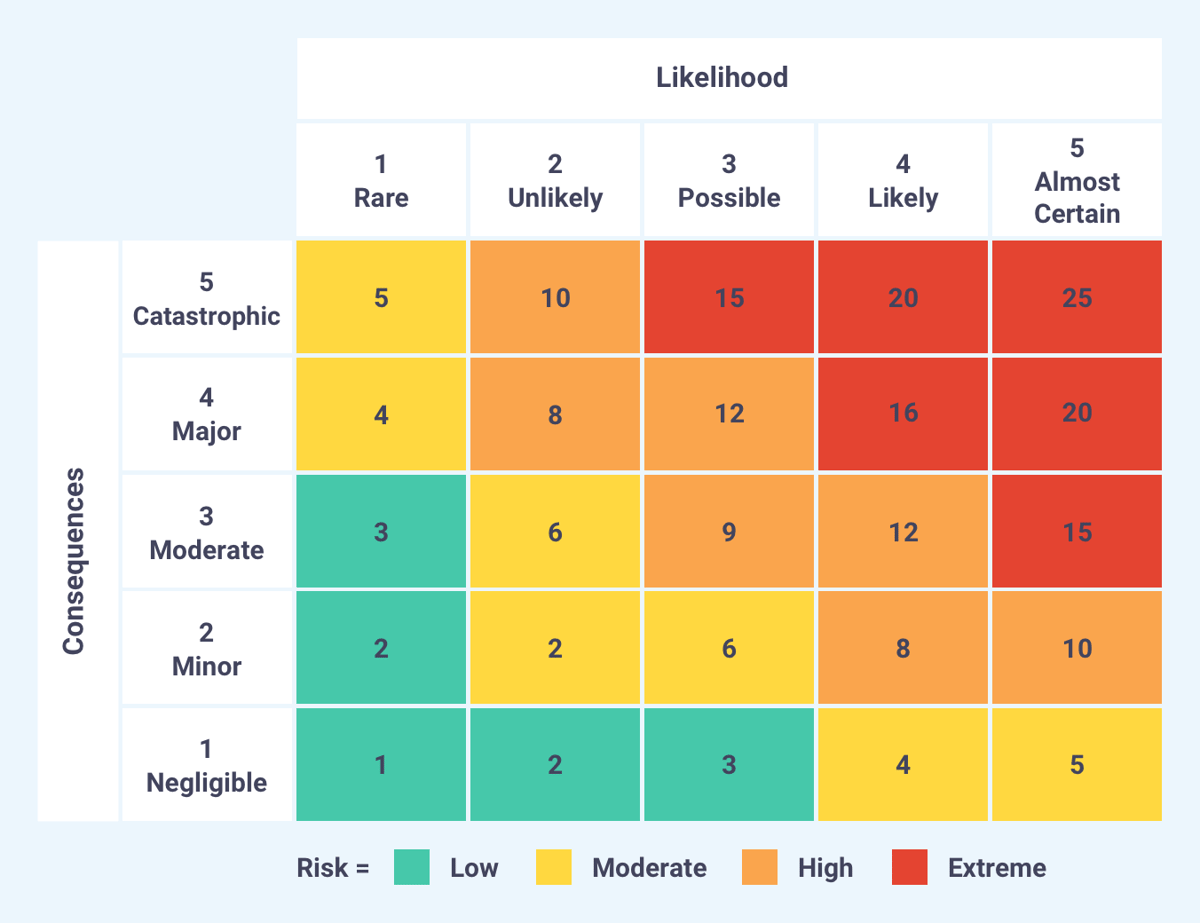 Likelihood
1
Rare
2
Unlikely
3
Possible
4
Likely
5
Almost
Certain
Consequences
5
Catastrophic
5
10
15
20
25
4
Major
4
8
12
16
20
3
Moderate
3
6
9
12
15
2
Minor
2
2
6
8
10
1
Negligible
1
2
3
4
5
Risk = Low Moderate High Extreme